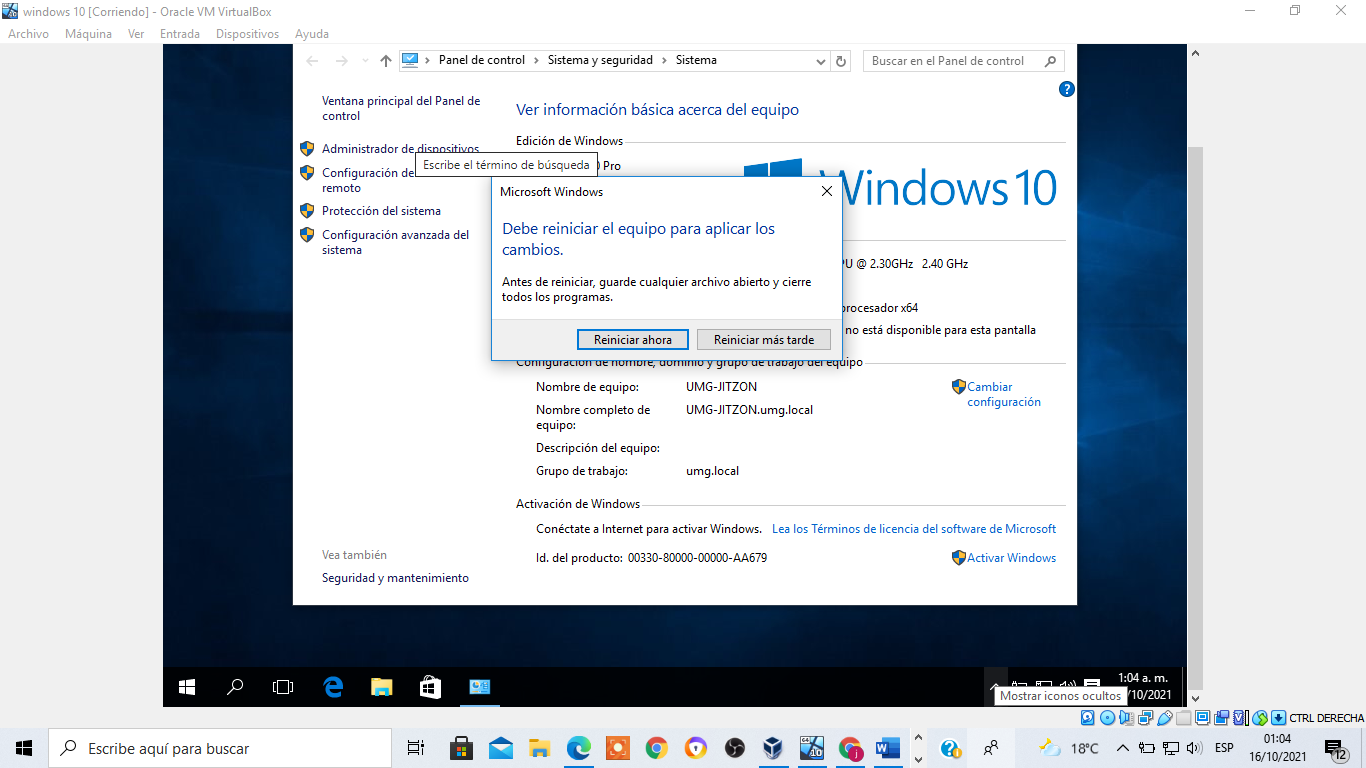 windows 10 [Corriendo] - Oracle VM VirtualBox
Archivo Máquina Ver Entrada Dispositivos Ayuda
Panel de control › Sistema y seguridad › Sistema
Buscar en el Panel de control
Ventana principal del Panel de
control
Administrador de dispositivos
Configuración de
remoto
Protección del sistema
Configuración avanzada del
sistema
Vea también
Seguridad y mantenimiento
Escribe el término de búsqueda
Ver información básica acerca del equipo
Edición de Windows
Pro
Windows 10
@ 2.30GHz 2.40 GHz
procesador x64
no está disponible para esta pantalla
Microsoft Windows
Debe reiniciar el equipo para aplicar los
cambios.
Antes de reiniciar, guarde cualquier archivo abierto y cierre
todos los programas.
Reiniciar ahora Reiniciar más tarde
Configuración de nombre, dominio y grupo de trabajo del equipo
Nombre de equipo: UMG-JITZON
Cambiar
configuración
Nombre completo de
equipo:
UMG-JITZON.umg.local
Descripción del equipo:
Grupo de trabajo: umg.local
Activación de Windows
Conéctate a Internet para activar Windows. Lea los Términos de licencia del software de Microsoft
Id. del producto: 00330-80000-00000-AA679
Activar Windows
1:04 a. m.
/10/2021
Mostrar iconos ocultos
CTRL DERECHA
Escribe aquí para buscar
18°C
ESP
01:04
16/10/2021
12